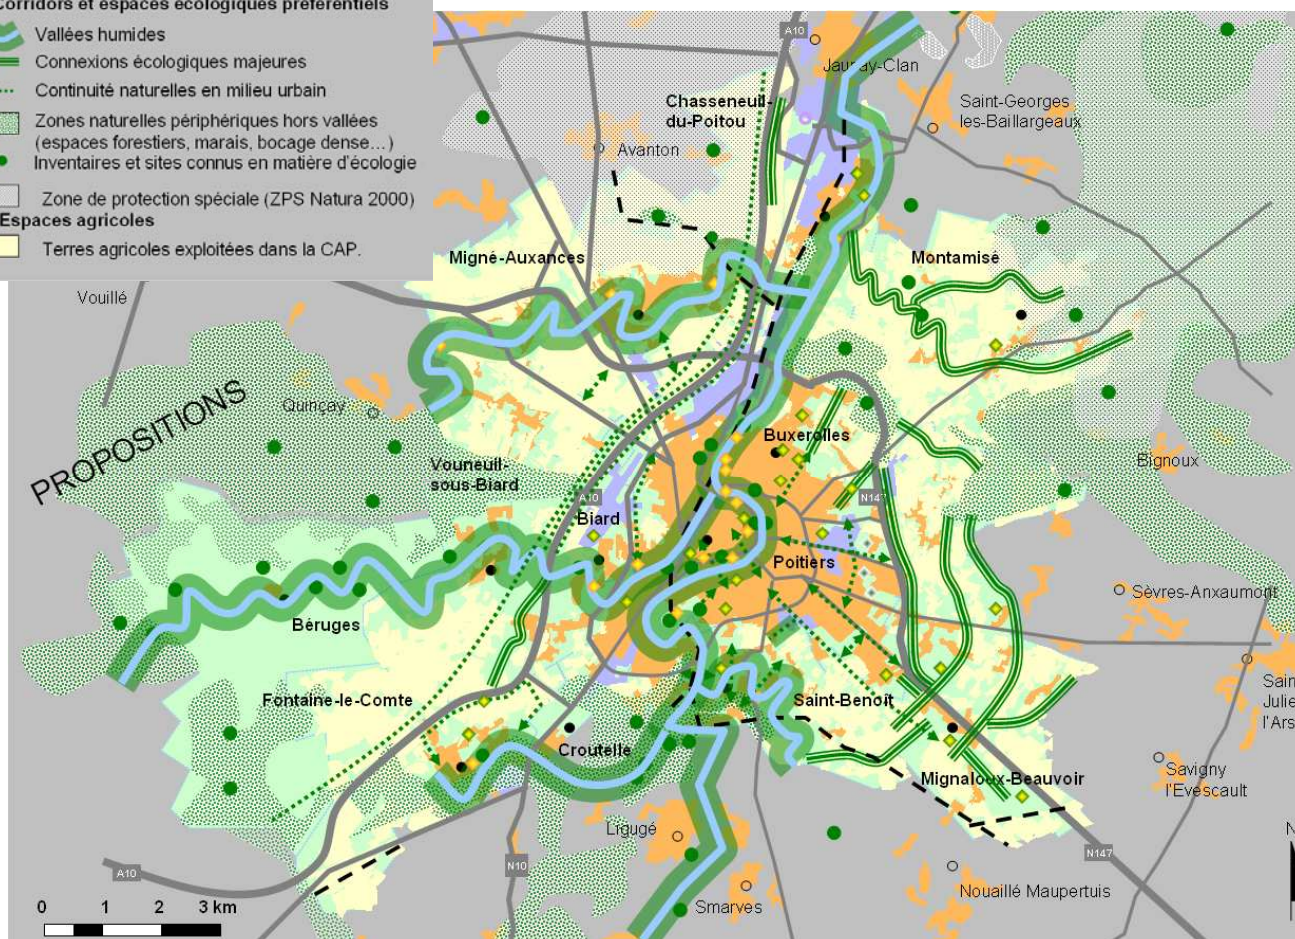 Corridors et espaces écologiques préférentiels
Vallées humides
Connexions écologiques majeures
Continuité naturelles en milieu urbain
Zones naturelles périphériques hors vallées
(espaces forestiers, marais, bocage dense…)
Inventaires et sites connus en matière d'écologie
Zone de protection spéciale (ZPS Natura 2000)
Espaces agricoles
Terres agricoles exploitées dans la CAP.
A10
Jaunay-Clan
Chasseneuil-
du-Poitou
Saint-Georges
les-Baillargeaux
Avanton
Migné-Auxances
Montamisé
Vouillé
PROPOSITIONS
Quinçay
Buxerolles
Vouneuil-
sous-Biard
Bignoux
A10
N147
Biard
Poitiers
Sèvres-Anxaumont
Béruges
Fontaine-le-Comte
Saint-Benoît
Julie
l'Ars
Croutelle
Savigny
l'Evescault
Mignaloux-Beauvoir
Ligugé
N147
A10
N10
Nouaillé Maupertuis
Smarves
0 1 2 3 km